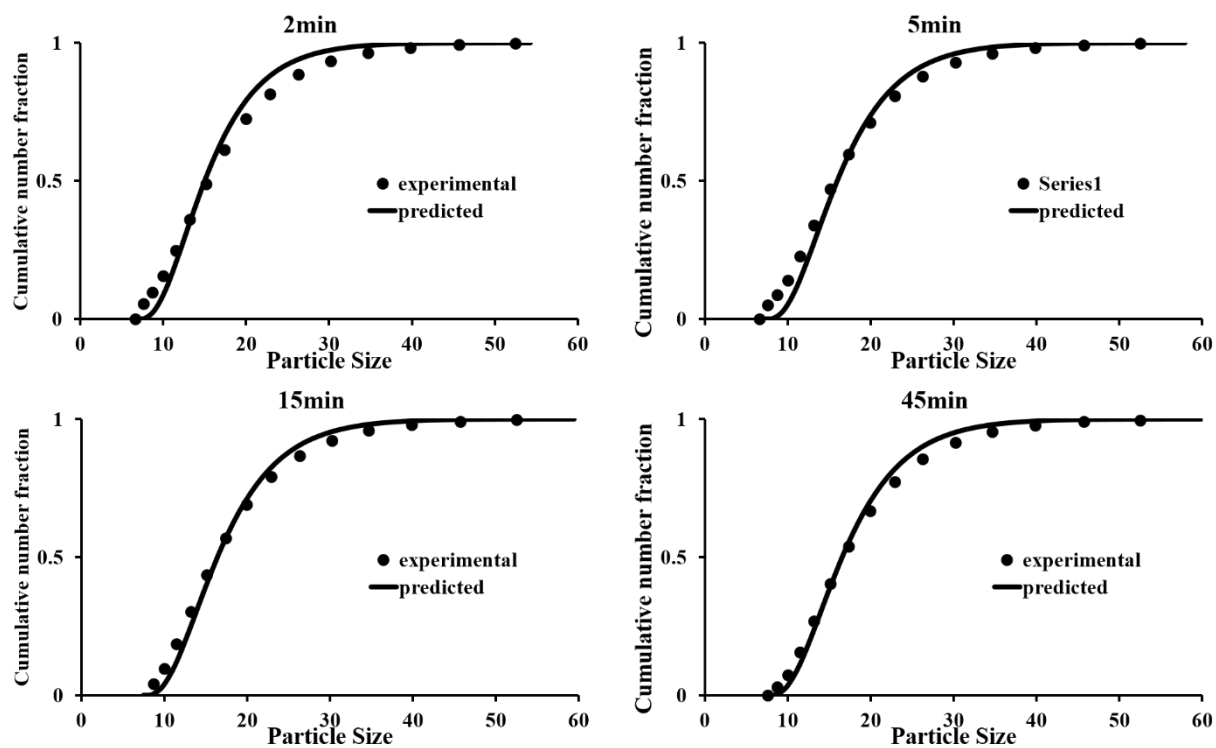 2min
Cumulative number fraction
1
0.5
0
experimental
predicted
0 10 20 30 40 50 60
Particle Size
5min
Cumulative number fraction
1
0.5
0
Series1
predicted
0 10 20 30 40 50 60
Particle Size
15min
Cumulative number fraction
1
0.5
0
experimental
predicted
0 10 20 30 40 50 60
Particle Size
45min
Cumulative number fraction
1
0.5
0
experimental
predicted
0 10 20 30 40 50 60
Particle Size